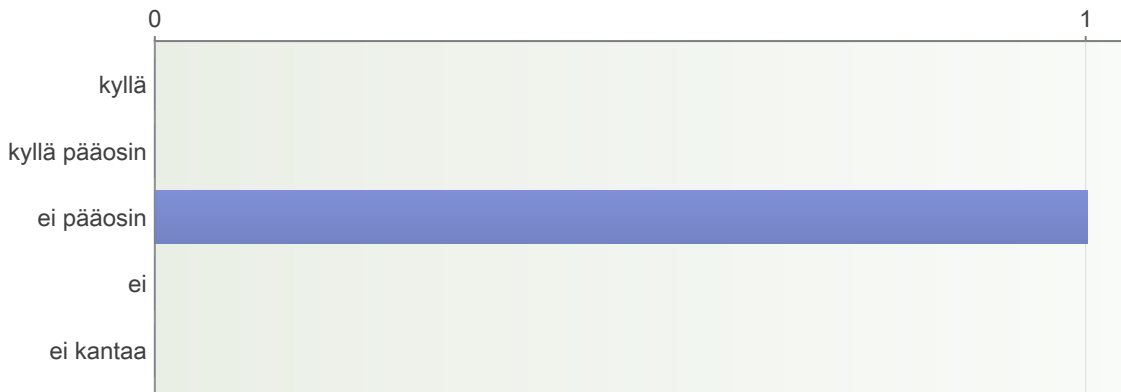 0 1
kyllä
kyllä pääosin
ei pääosin
ei
ei kantaa